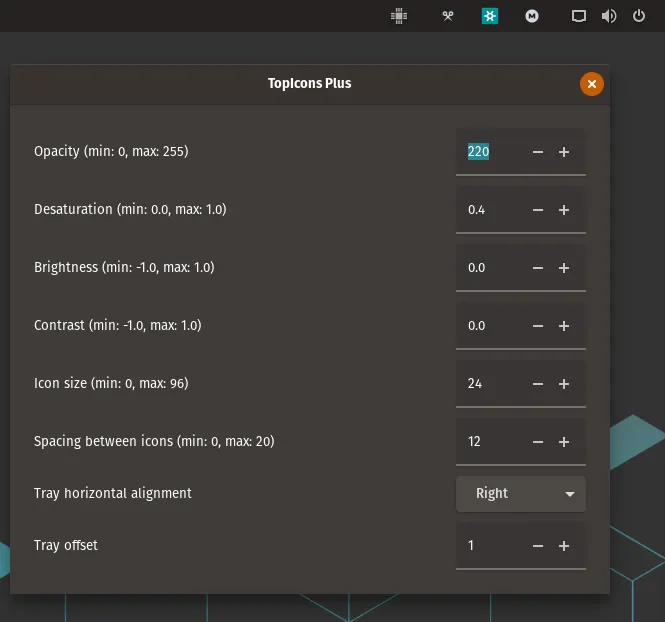 M
TopIcons Plus
Opacity (min: 0, max: 255) 220
Desaturation (min: 0.0, max: 1.0) 0.4
Brightness (min: -1.0, max: 1.0) 0.0
Contrast (min: -1.0, max: 1.0) 0.0
Icon size (min: 0, max: 96) 24
Spacing between icons (min: 0, max: 20) 12
Tray horizontal alignment Right
Tray offset 1